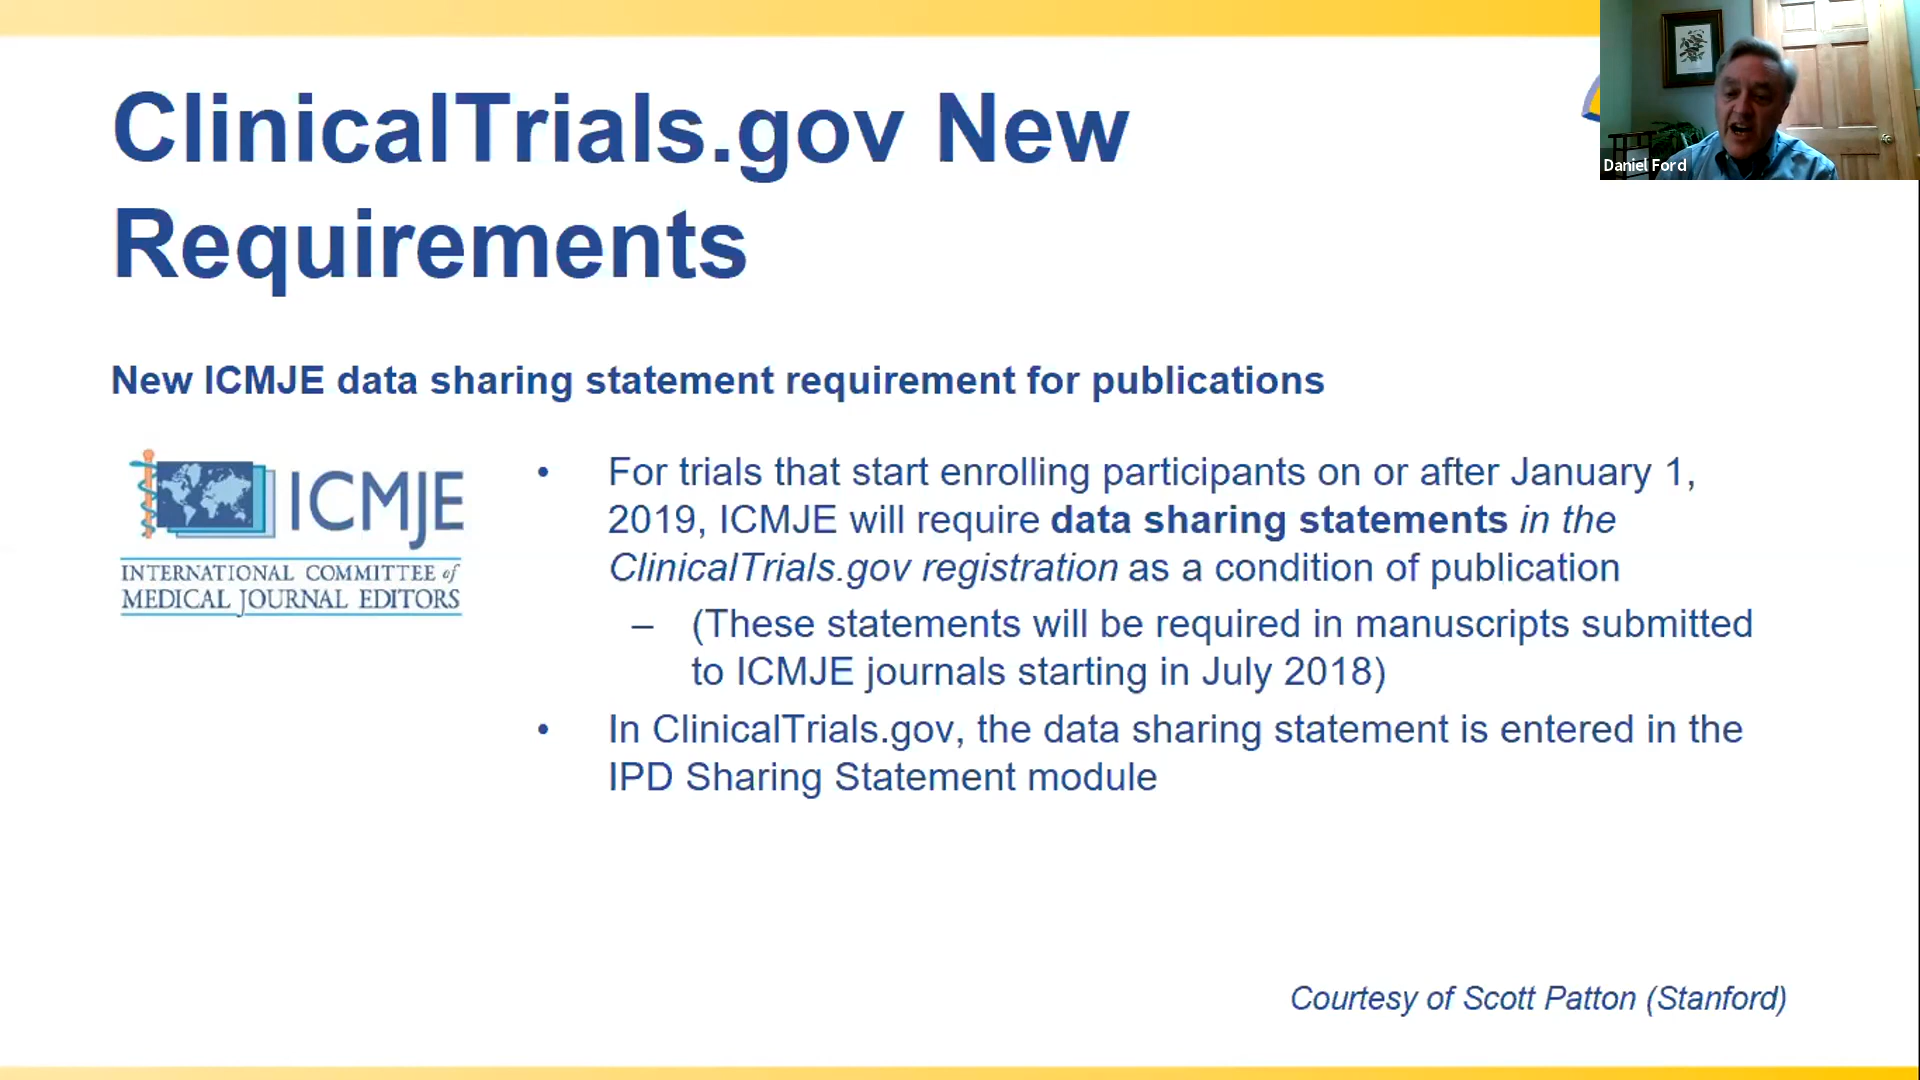 ClinicalTrials.gov New
Requirements
Daniel Ford
New ICMJE data sharing statement requirement for publications
ICMJE
INTERNATIONAL COMMITTEE of
MEDICAL JOURNAL EDITORS
• For trials that start enrolling participants on or after January 1,
2019, ICMJE will require data sharing statements in the
ClinicalTrials.gov registration as a condition of publication
– (These statements will be required in manuscripts submitted
to ICMJE journals starting in July 2018)
• In ClinicalTrials.gov, the data sharing statement is entered in the
IPD Sharing Statement module
Courtesy of Scott Patton (Stanford)